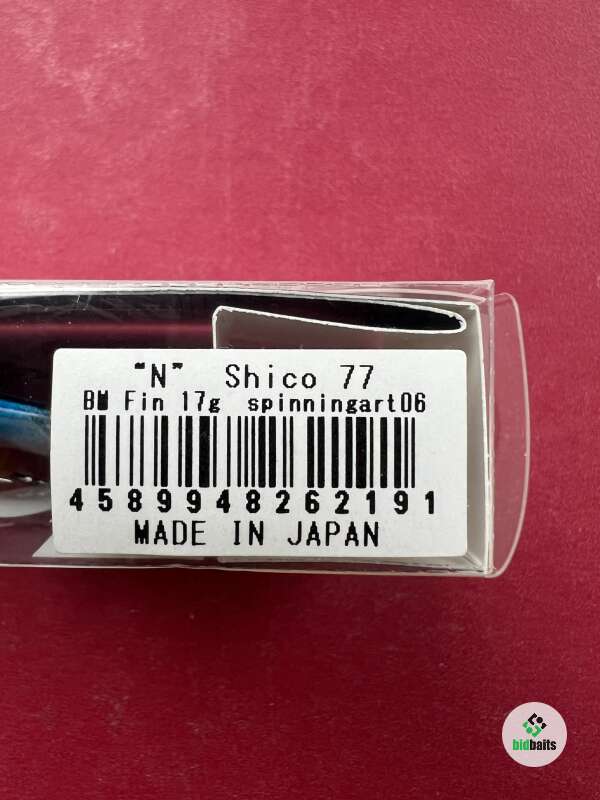 “N” Shico 77
BW Fin 17g spinningart06
4589948262191
MADE IN JAPAN
bidbaits